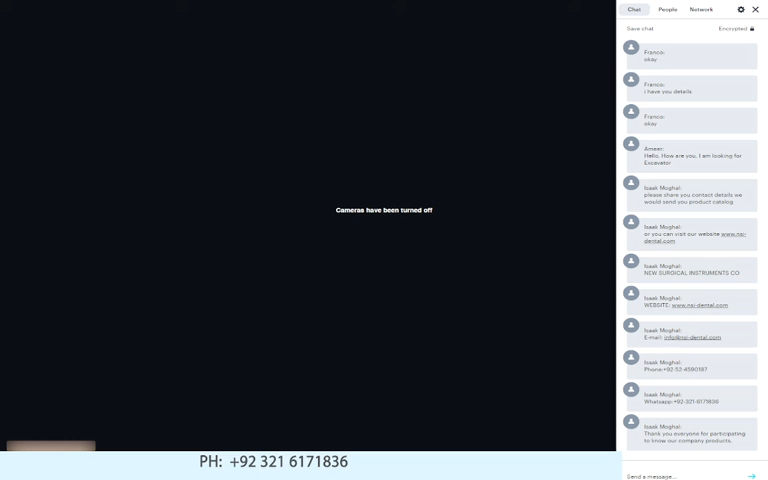 Chat People Network
Save chat Encrypted
Franco:
okay
Franco:
i have you details
Franco:
okay
Ameer:
Hello, How are you, I am looking for
Excavator
Isaak Moghal:
please share you contact details we
would send you product catalog
Isaak Moghal:
or you can visit our website www.nsi-
dental.com
Isaak Moghal:
NEW SURGICAL INSTRUMENTS CO
Isaak Moghal:
WEBSITE: www.nsi-dental.com
Isaak Moghal:
E-mail: info@nsi-dental.com
Isaak Moghal:
Phone:+92-52-4590187
Isaak Moghal:
Whatsapp:+92-321-6171836
Isaak Moghal:
Thank you everyone for participating
to know our company products.
Send a message...
Cameras have been turned off
PH: +92 321 6171836